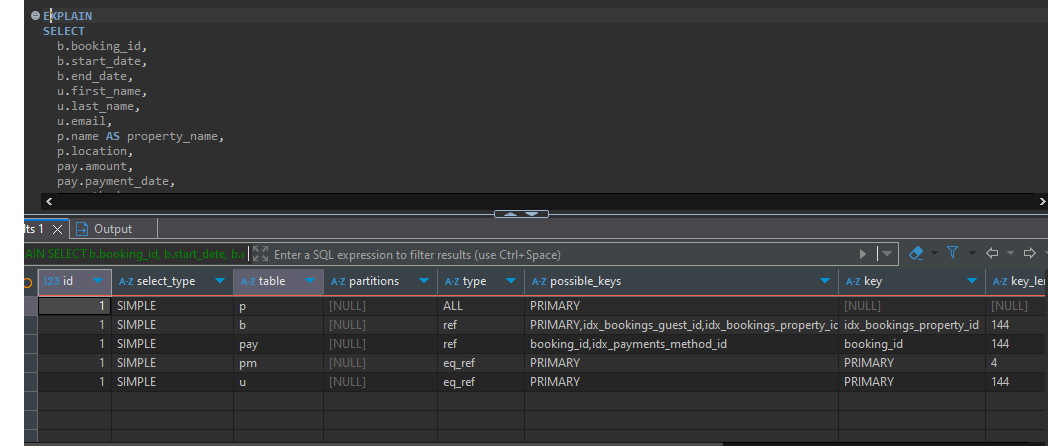 EXPLAIN
SELECT
b.booking_id,
b.start_date,
b.end_date,
u.first_name,
u.last_name,
u.email,
p.name AS property_name,
p.location,
pay.amount,
pay.payment_date,
lts 1 Output
AIN SELECT b.booking_id, b.start_date, b.e Enter a SQL expression to filter results (use Ctrl+Space)
123 id A-Z select_type A-Z table A-Z partitions A-Z type A-Z possible_keys A-Z key A-Z key_len
1 SIMPLE p [NULL] ALL PRIMARY [NULL] [NULL]
1 SIMPLE b [NULL] ref PRIMARY,idx_bookings_guest_id,idx_bookings_property_id idx_bookings_property_id 144
1 SIMPLE pay [NULL] ref booking_id,idx_payments_method_id booking_id 144
1 SIMPLE pm [NULL] eq_ref PRIMARY PRIMARY 4
1 SIMPLE u [NULL] eq_ref PRIMARY PRIMARY 144